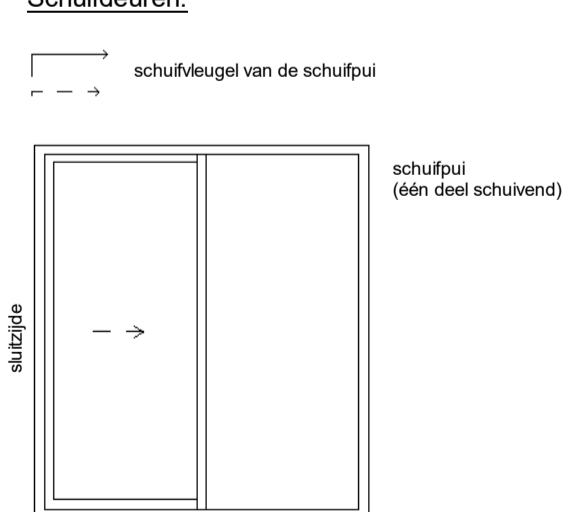 Schuifdeuren:
schuifvleugel van de schuifpui
schuifpui
(één deel schuivend)
sluitzijde